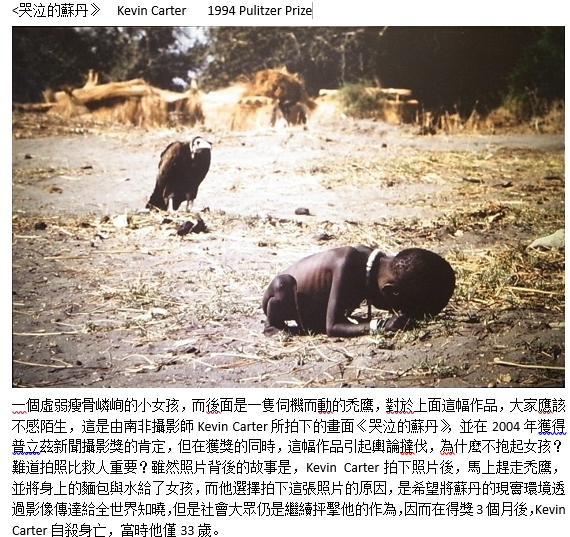 <哭泣的蘇丹》 Kevin Carter 1994 Pulitzer Prize
一個虛弱瘦骨嶙峋的小女孩，而後面是一隻伺機而動的禿鷹，對於上面這幅作品，大家應該
不感陌生，這是由南非攝影師 Kevin Carter 所拍下的畫面《哭泣的蘇丹》，並在 2004 年獲得
普立茲新聞攝影獎的肯定，但在獲獎的同時，這幅作品引起輿論撻伐，為什麼不抱起女孩？
難道拍照比救人重要？雖然照片背後的故事是，Kevin Carter 拍下照片後，馬上趕走禿鷹，
並將身上的麵包與水給了女孩，而他選擇拍下這張照片的原因，是希望將蘇丹的現實環境透
過影像傳達給全世界知曉，但是社會大眾仍是繼續抨擊他的作為，因而在得獎 3 個月後，Kevin
Carter 自殺身亡，當時他僅 33 歲。